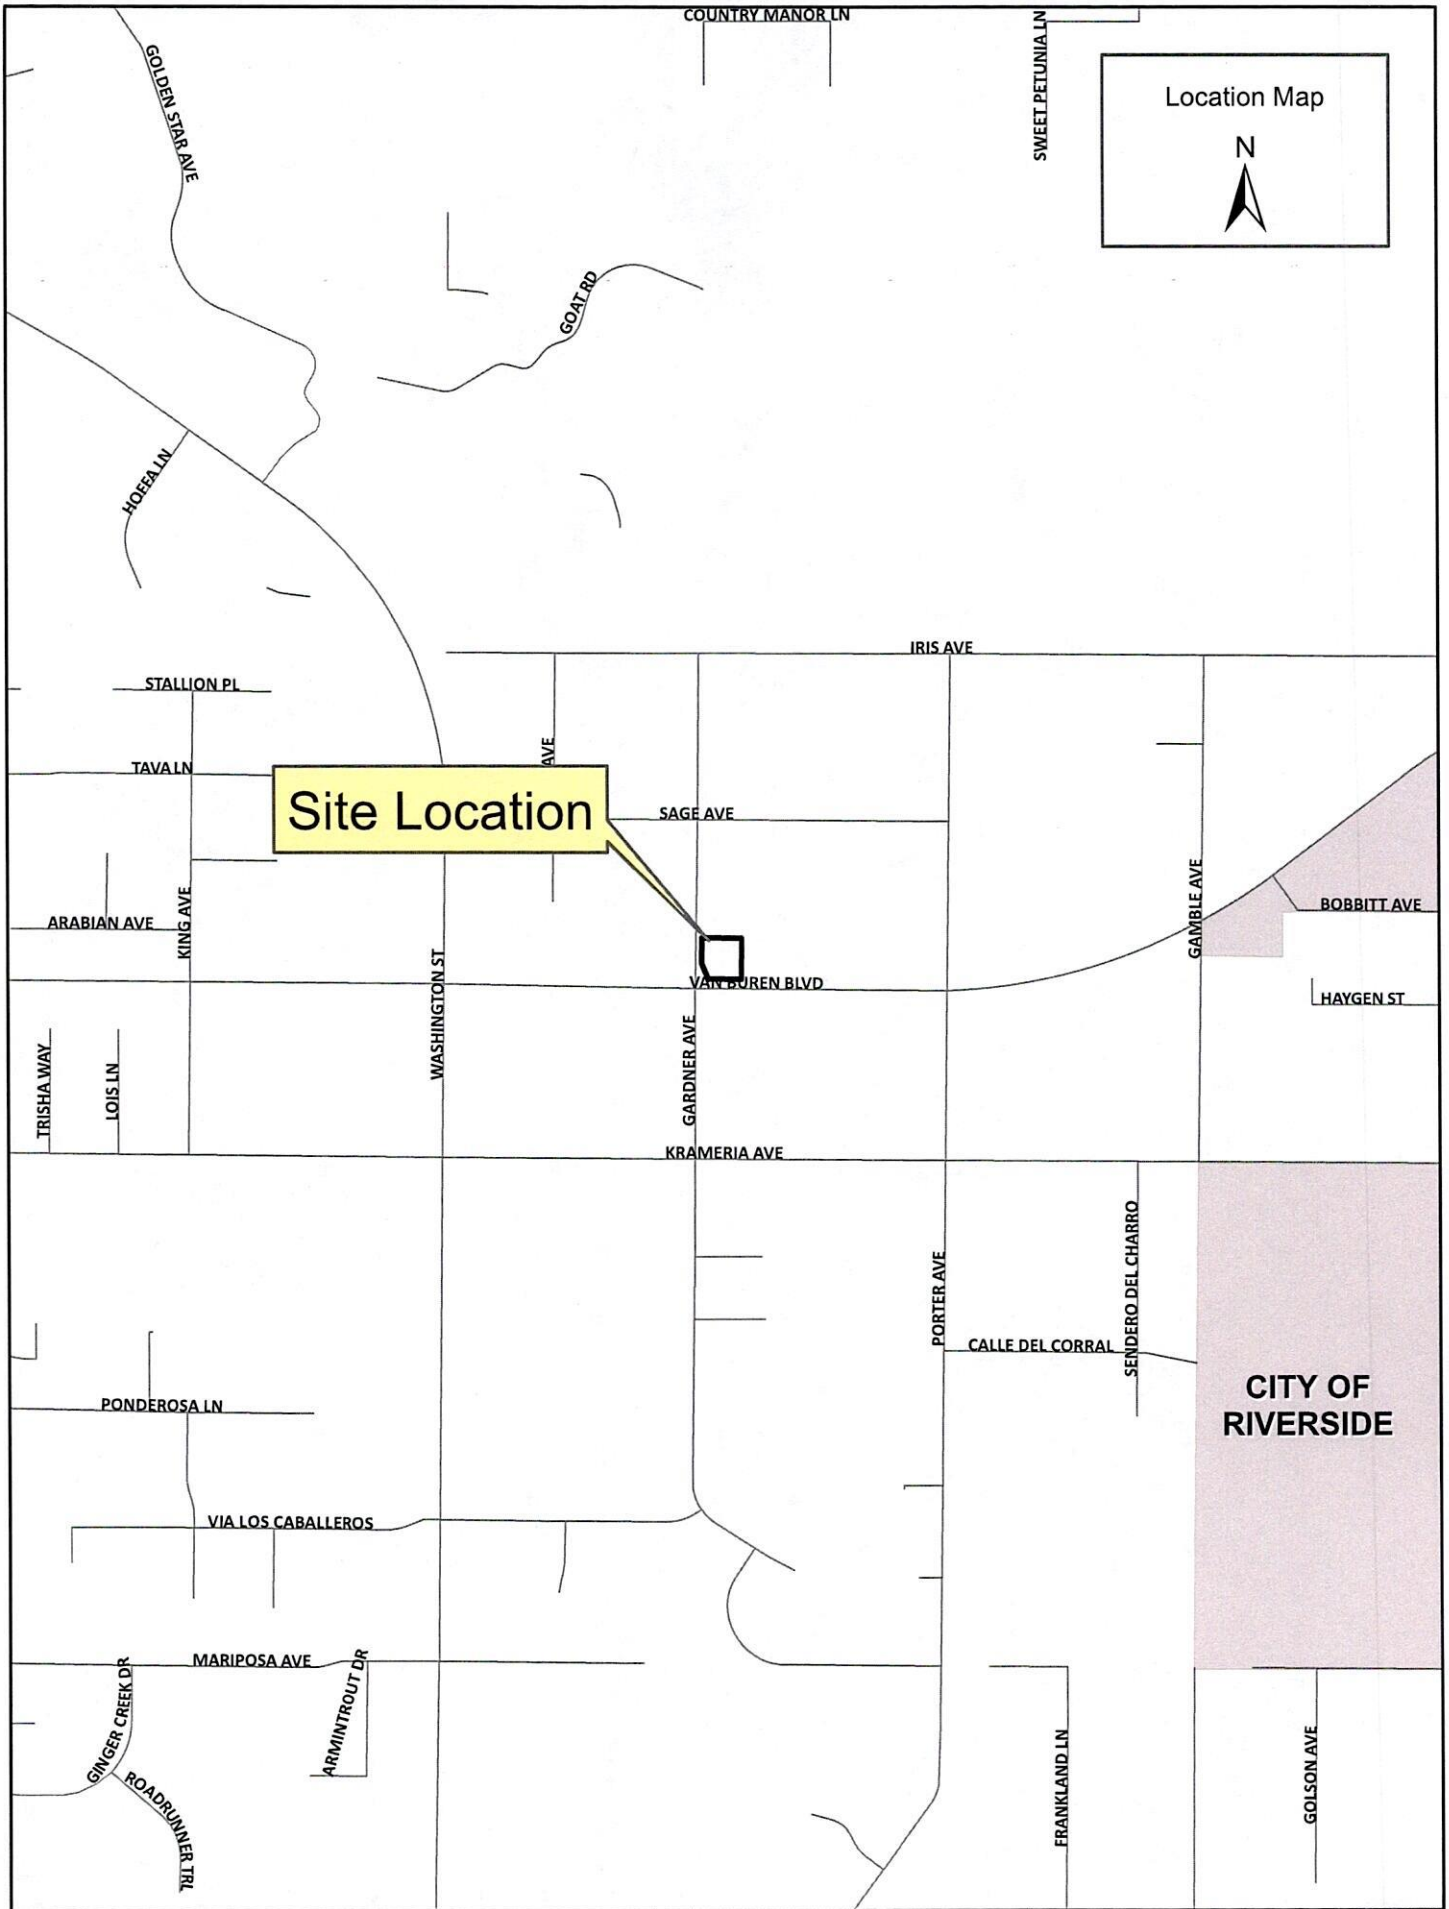 COUNTRY MANOR LN
SWEET PETUNIA LN
GOLDEN STAR AVE
Location Map
N
GOAT RD
HOFFA LN
IRIS AVE
STALLION PL
AVE
TAVA LN
Site Location
SAGE AVE
GAMBLE AVE
BOBBITT AVE
ARABIAN AVE
KING AVE
WASHINGTON ST
VAN BUREN BLVD
HAYGEN ST
TRISHA WAY
LOIS LN
GARDNER AVE
KRAMERIA AVE
PORTER AVE
SENDERO DEL CHARRO
CALLE DEL CORRAL
CITY OF
RIVERSIDE
PONDEROSA LN
VIA LOS CABALLEROS
MARIPOSA AVE
GINGER CREEK DR
ARMINTROUT DR
ROADRUNNER TRL
FRANKLAND LN
GOLSON AVE